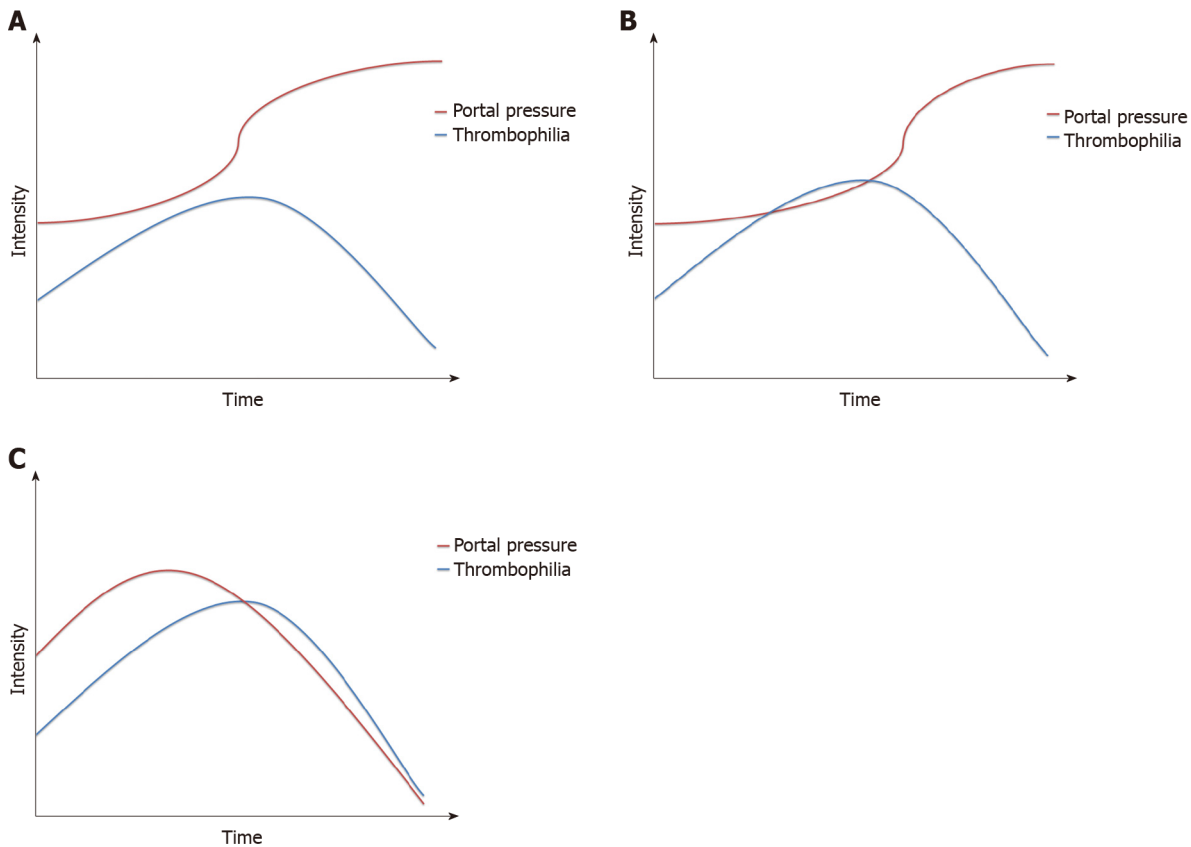 A
Portal pressure
Thrombophilia
Intensity
Time
B
Portal pressure
Thrombophilia
Intensity
Time
C
Portal pressure
Thrombophilia
Intensity
Time